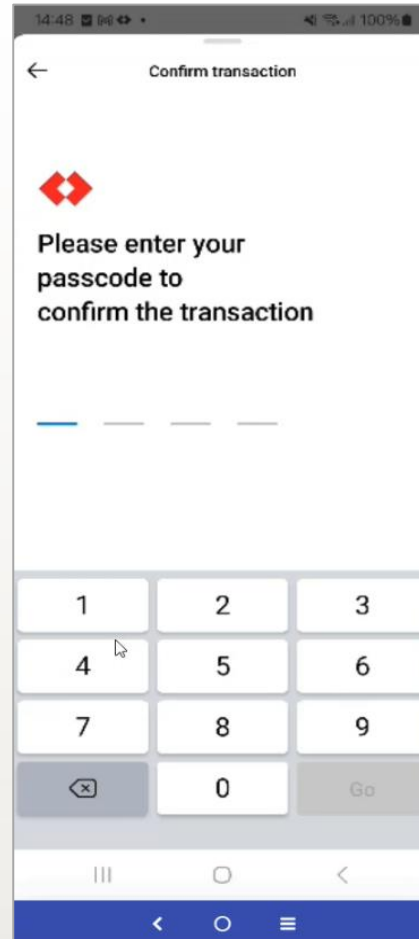 14:48
100%
Confirm transaction
Please enter your
passcode to
confirm the transaction
1 2 3
4 5 6
7 8 9
0 Go